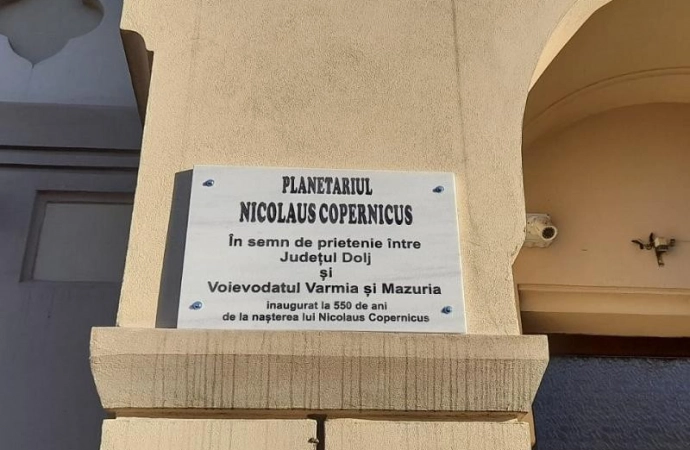 PLANETARIUL
NICOLAUS COPERNICUS
În semn de prietenie între
Județul Dolj
și
Voievodatul Varmia și Mazuria
inaugurat la 550 de ani
de la nașterea lui Nicolaus Copernicus